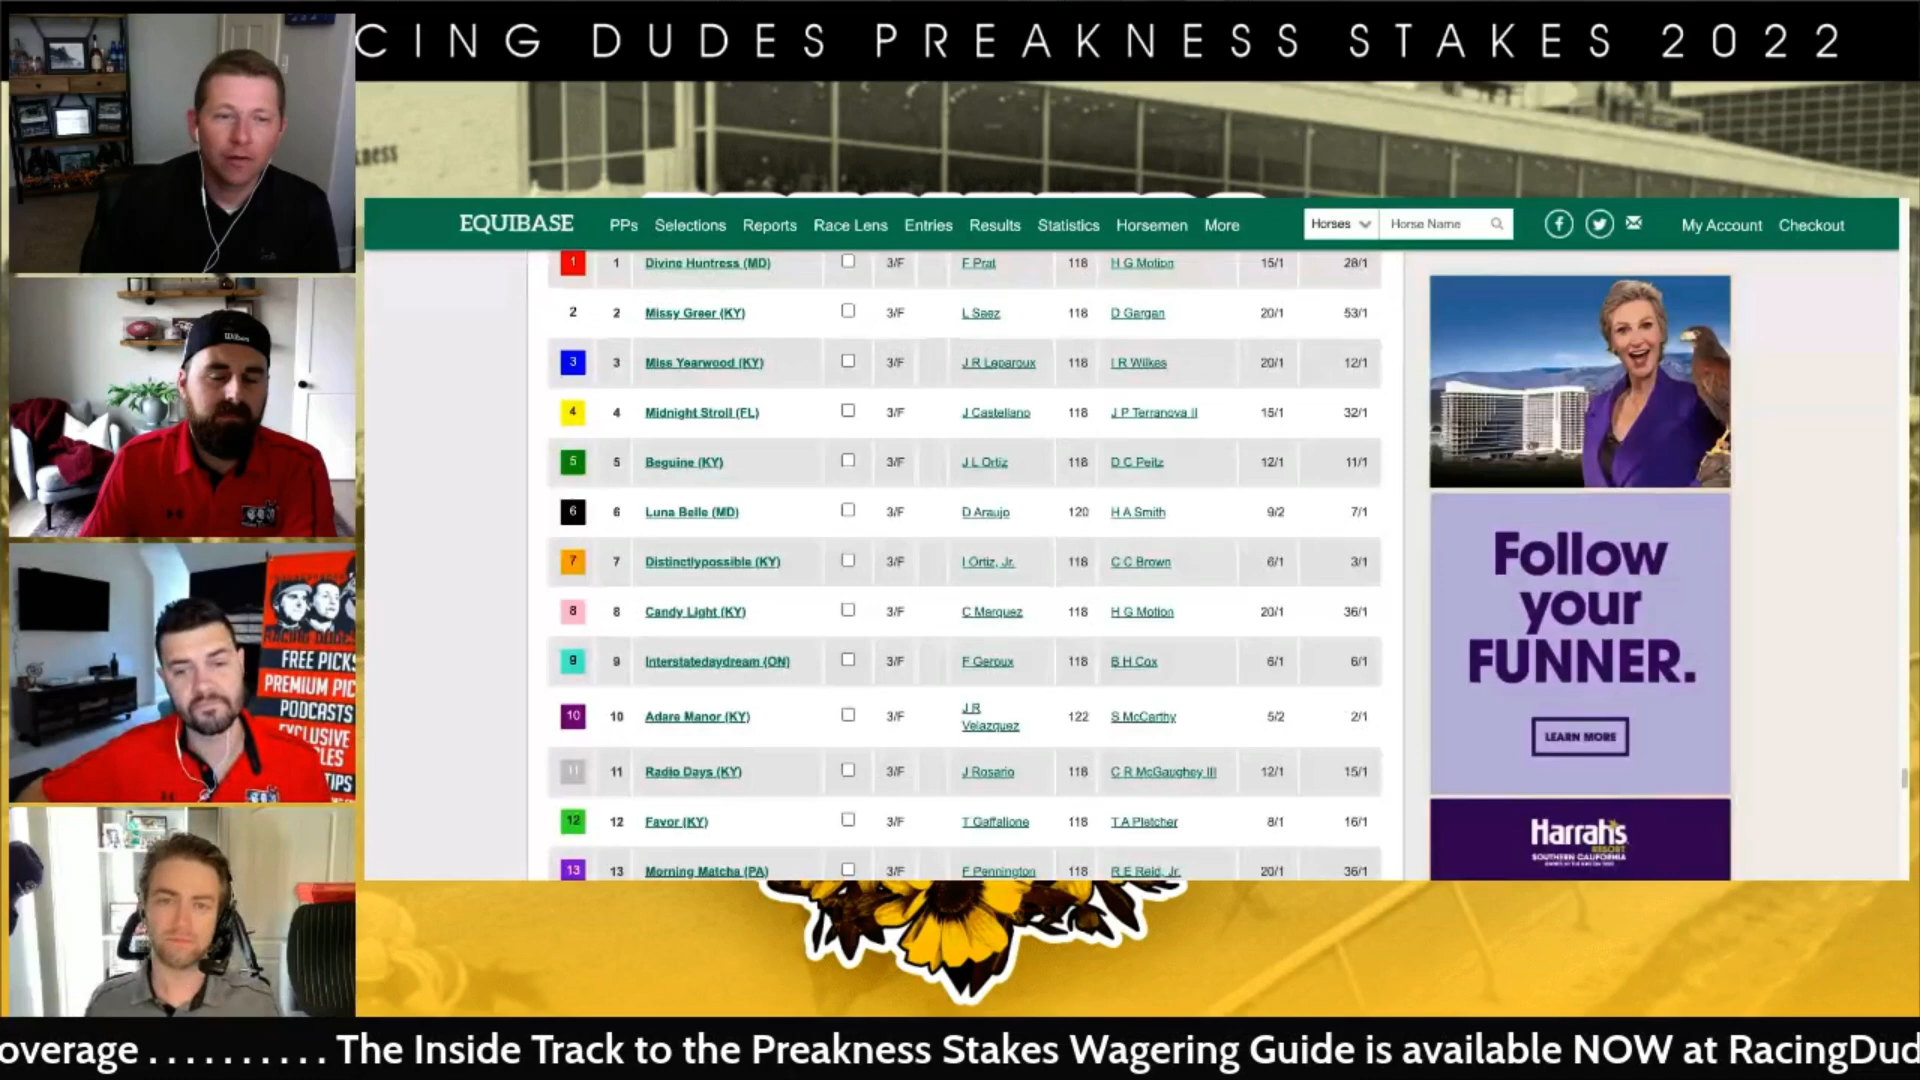 CING DUDES PREAKNESS STAKES 2022
EQUIBASE PPs Selections Reports Race Lens Entries Results Statistics Horsemen More Horses Horse Name My Account Checkout
1 1 Divine Huntress (MD) 3/F F Prat 118 H G Motion 15/1 28/1
2 2 Missy Greer (KY) 3/F L Saez 118 D Gargan 20/1 53/1
3 3 Miss Yearwood (KY) 3/F J R Leparoux 118 I R Wilkes 20/1 12/1
4 4 Midnight Stroll (FL) 3/F J Castellano 118 J P Terranova II 15/1 32/1
5 5 Beguine (KY) 3/F J L Ortiz 118 D C Peitz 12/1 11/1
6 6 Luna Belle (MD) 3/F D Araujo 120 H A Smith 9/2 7/1
7 7 Distinctlypossible (KY) 3/F I Ortiz, Jr. 118 C C Brown 6/1 3/1
8 8 Candy Light (KY) 3/F C Marquez 118 H G Motion 20/1 36/1
9 9 Interstatedaydream (ON) 3/F F Geroux 118 B H Cox 6/1 6/1
10 10 Adare Manor (KY) 3/F J R Velazquez 122 S McCarthy 5/2 2/1
11 11 Radio Days (KY) 3/F J Rosario 118 C R McGaughey III 12/1 15/1
12 12 Favor (KY) 3/F T Gaffalione 118 T A Pletcher 8/1 16/1
13 13 Morning Matcha (PA) 3/F F Pennington 118 R E Reid, Jr. 20/1 36/1
Follow
your
FUNNER.
LEARN MORE
Harrah's
RESORT
SOUTHERN CALIFORNIA
Wilson
RACING DUDES
FREE PICKS
PREMIUM PIC
PODCASTS
EXCLUSIVE
LES
TIPS
overage . . . . . . . . . . The Inside Track to the Preakness Stakes Wagering Guide is available NOW at RacingDud